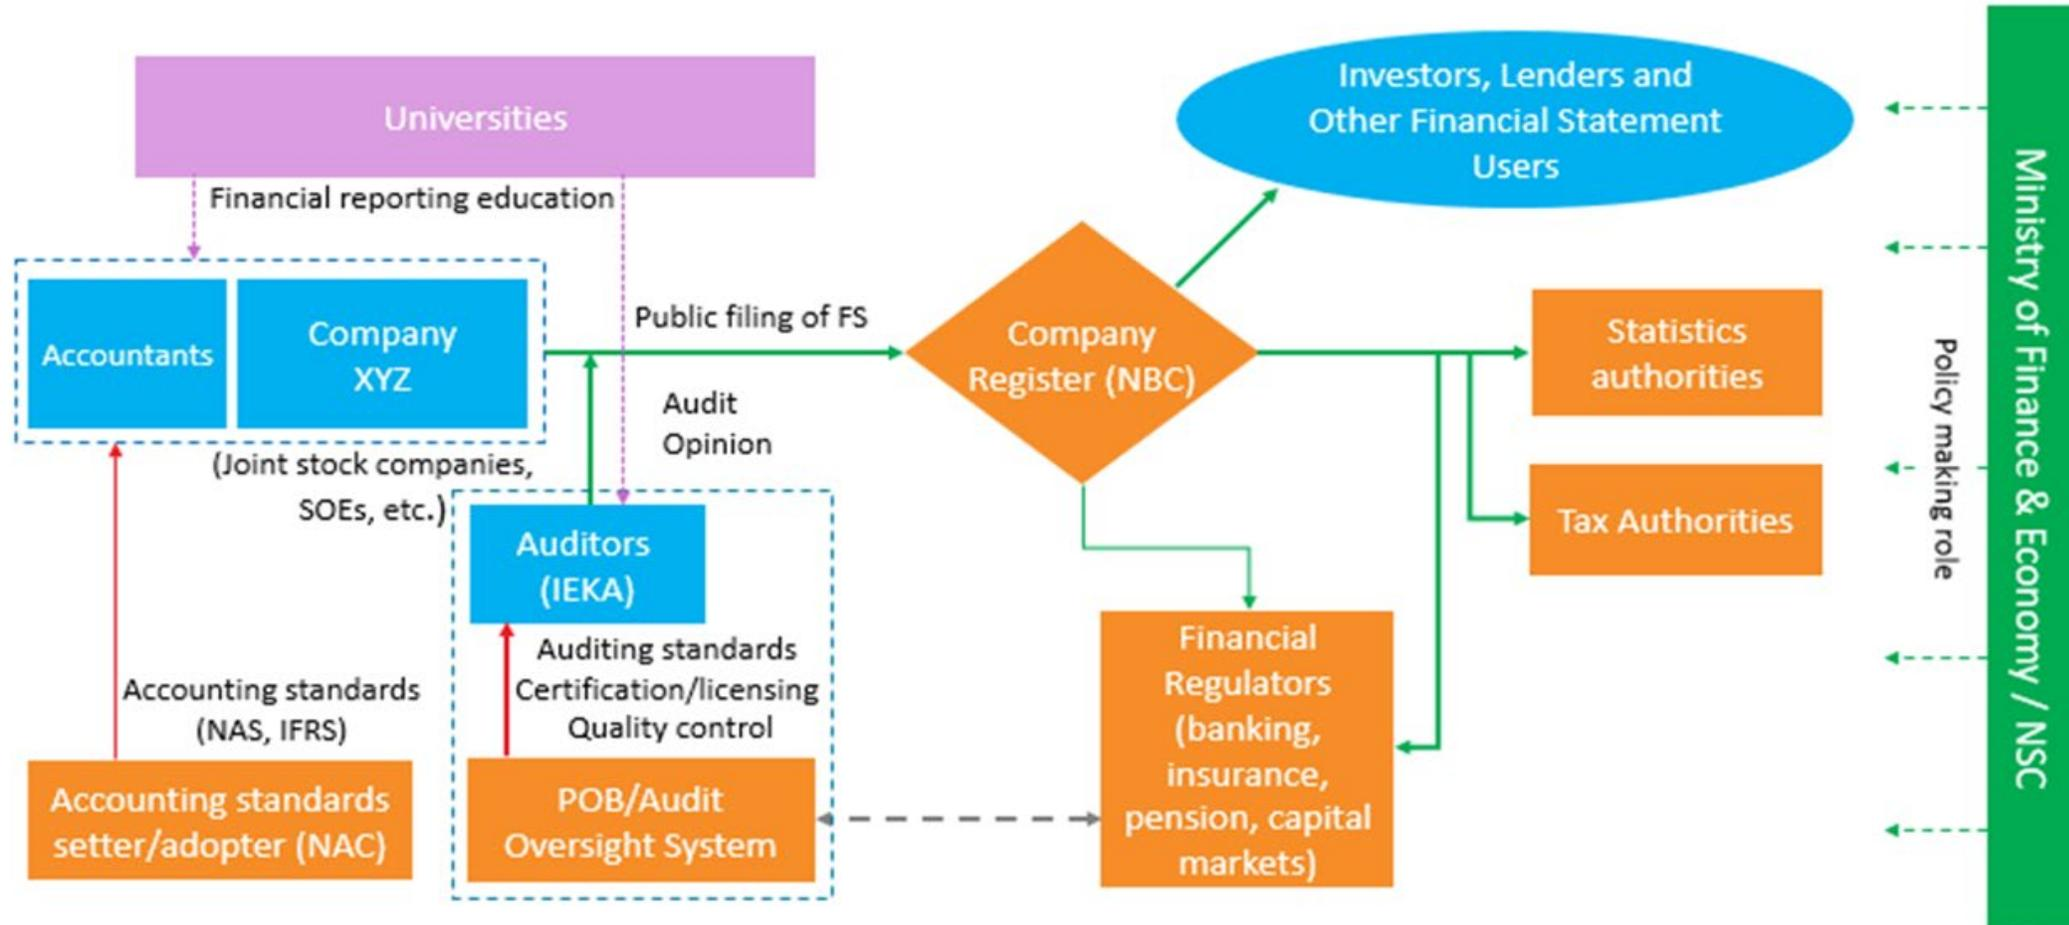 Universities
Investors, Lenders and
Other Financial Statement
Users
Financial reporting education
Accountants
Company
XYZ
Public filing of FS
Company
Register (NBC)
Statistics
authorities
Audit
Opinion
(Joint stock companies,
SOEs, etc.)
Tax Authorities
Auditors
(IEKA)
Auditing standards
Certification/licensing
Quality control
Accounting standards
(NAS, IFRS)
Accounting standards
setter/adopter (NAC)
POB/Audit
Oversight System
Financial
Regulators
(banking,
insurance,
pension, capital
markets)
Policy making role
Ministry of Finance & Economy / NSC